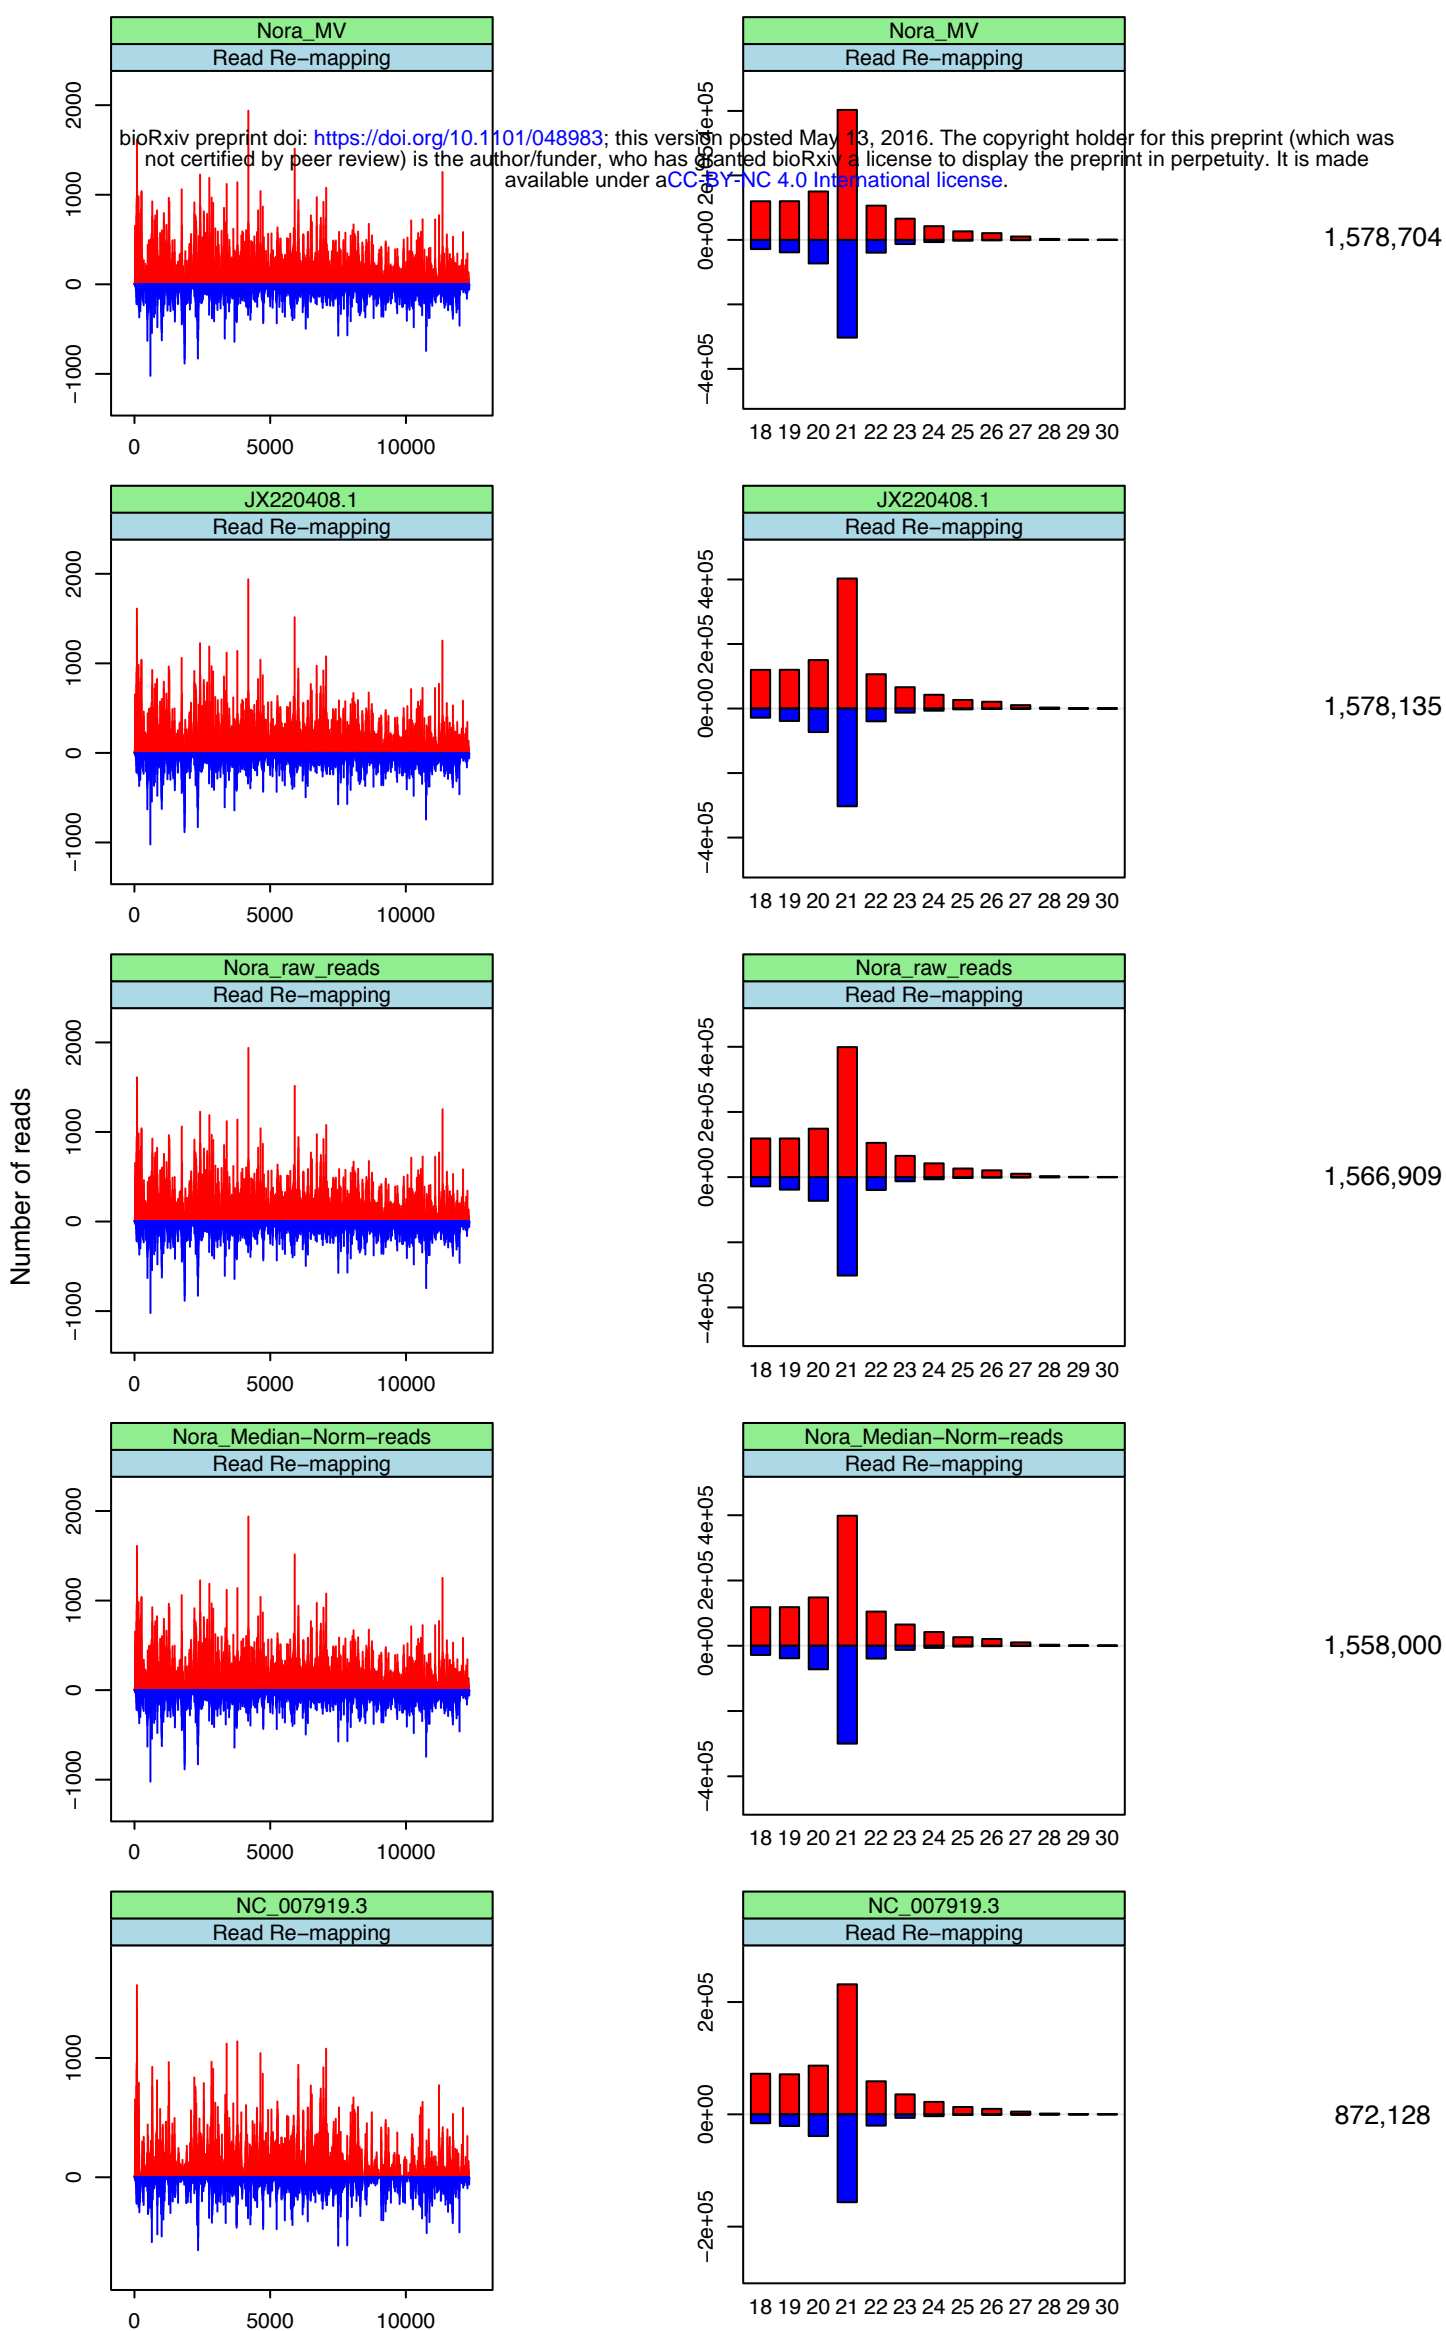 Nora_MV
Read Re−mapping
2000
1000
0
−1000
0 5000 10000
Nora_MV
Read Re−mapping
4e+05
2e+05
0e+00
−4e+05
18 19 20 21 22 23 24 25 26 27 28 29 30
1,578,704
bioRxiv preprint doi: https://doi.org/10.1101/048983; this version posted May 13, 2016. The copyright holder for this preprint (which was
not certified by peer review) is the author/funder, who has granted bioRxiv a license to display the preprint in perpetuity. It is made
available under aCC-BY-NC 4.0 International license.
JX220408.1
Read Re−mapping
2000
1000
0
−1000
0 5000 10000
JX220408.1
Read Re−mapping
4e+05
2e+05
0e+00
−4e+05
18 19 20 21 22 23 24 25 26 27 28 29 30
1,578,135
Number of reads
Nora_raw_reads
Read Re−mapping
2000
1000
0
−1000
0 5000 10000
Nora_raw_reads
Read Re−mapping
4e+05
2e+05
0e+00
−4e+05
18 19 20 21 22 23 24 25 26 27 28 29 30
1,566,909
Nora_Median−Norm−reads
Read Re−mapping
2000
1000
0
−1000
0 5000 10000
Nora_Median−Norm−reads
Read Re−mapping
4e+05
2e+05
0e+00
−4e+05
18 19 20 21 22 23 24 25 26 27 28 29 30
1,558,000
NC_007919.3
Read Re−mapping
1000
0
0 5000 10000
NC_007919.3
Read Re−mapping
2e+05
0e+00
−2e+05
18 19 20 21 22 23 24 25 26 27 28 29 30
872,128